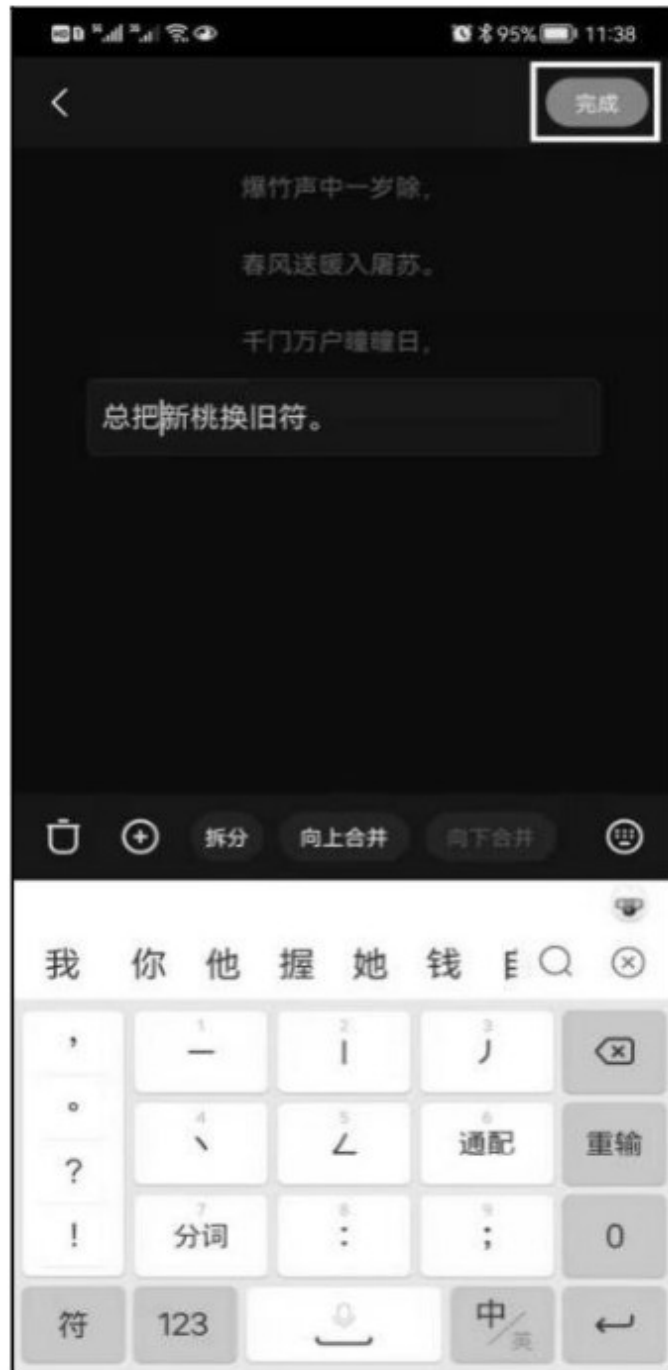 95% 11:38
完成
爆竹声中一岁除，
春风送暖入屠苏。
千门万户瞳瞳日，
总把新桃换旧符。
拆分 向上合并 向下合并
我 你 他 握 她 钱
， 1 一 2 丨 3 丿
。 4 丶 5 ㄥ 6 通配 重输
？
！ 7 分词 8 ： 9 ； 0
符 123 中/英